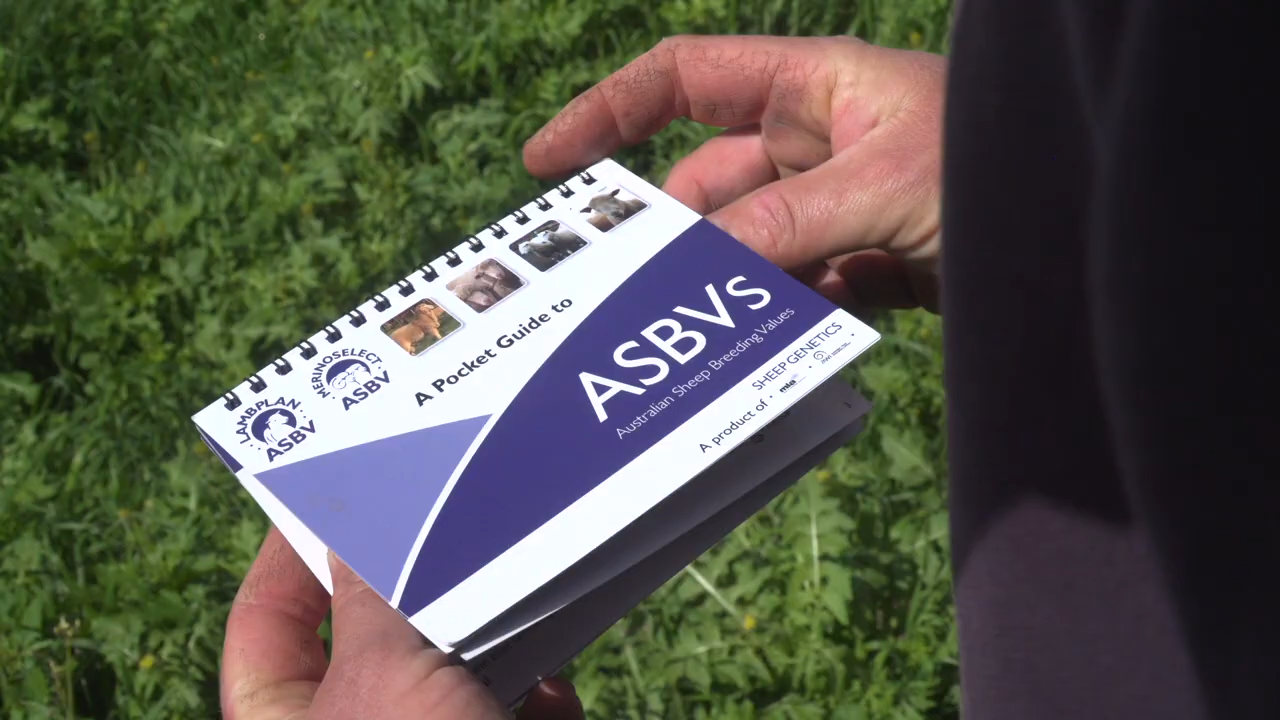 LAMBPLAN
ASBV
MERINOSELECT
ASBV
A Pocket Guide to
ASBVs
Australian Sheep Breeding Values
A product of • SHEEP GENETICS •
mla